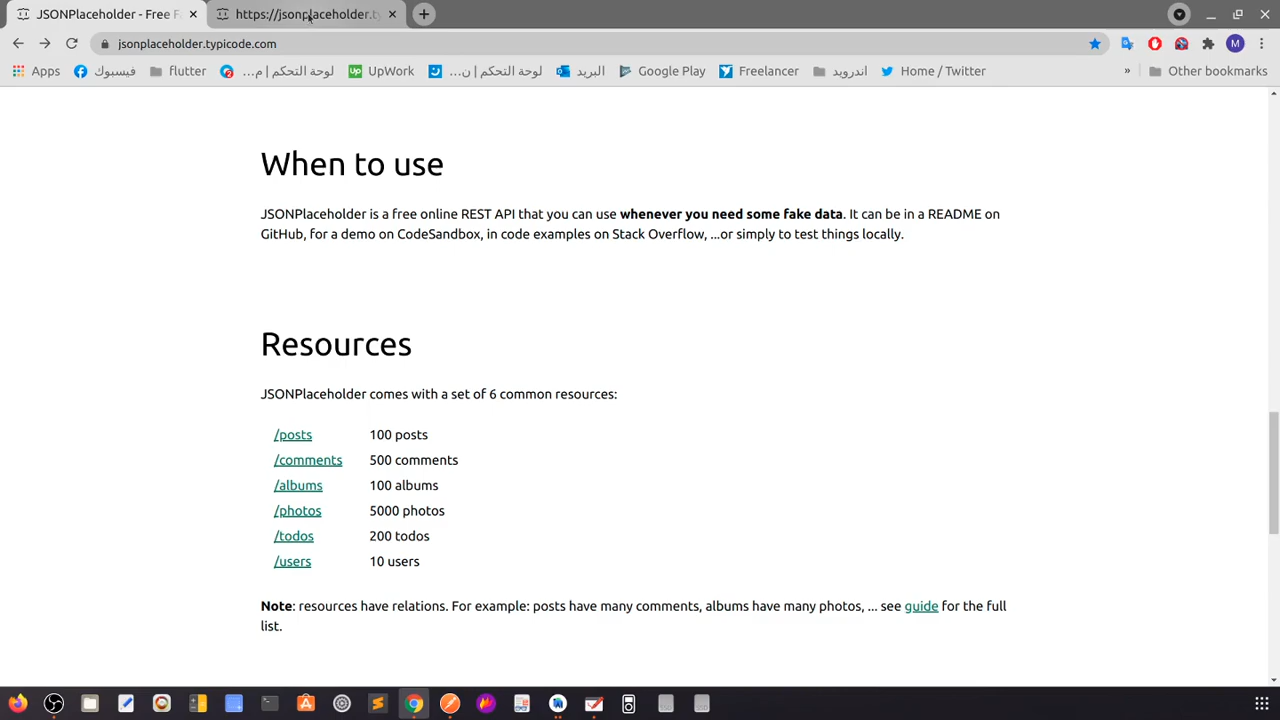 JSONPlaceholder - Free F
https://jsonplaceholder.ty
jsonplaceholder.typicode.com
M
Apps
فيسبوك
flutter
لوحة التحكم | م...
UpWork
لوحة التحكم | ن...
البريد
Google Play
Freelancer
اندرويد
Home / Twitter
»
Other bookmarks
When to use
JSONPlaceholder is a free online REST API that you can use whenever you need some fake data. It can be in a README on
GitHub, for a demo on CodeSandbox, in code examples on Stack Overflow, ...or simply to test things locally.
Resources
JSONPlaceholder comes with a set of 6 common resources:
/posts 100 posts
/comments 500 comments
/albums 100 albums
/photos 5000 photos
/todos 200 todos
/users 10 users
Note: resources have relations. For example: posts have many comments, albums have many photos, ... see guide for the full
list.